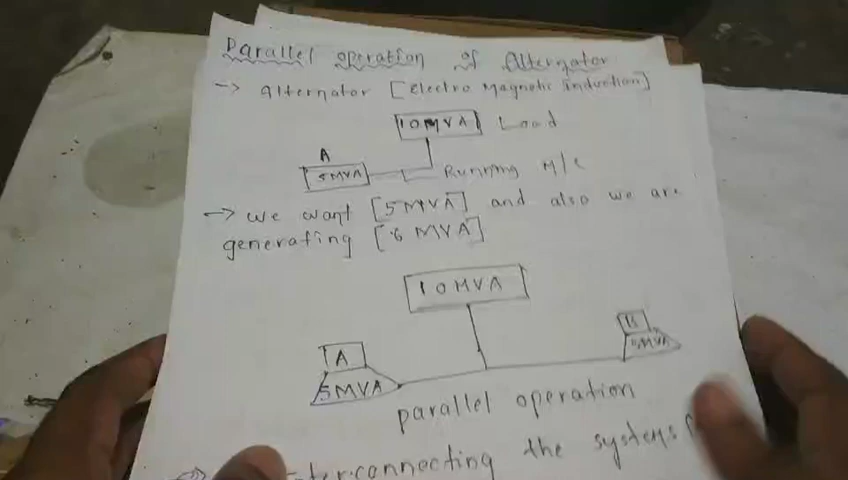 Parallel operation of Alternator
-> alternator [electro Magnetic induction]
10MVA Load
A
5MVA Running M/C
-> we want [5MVA] and also we are
generating [6 MVA]
10MVA
A
B
5MVA
5MVA
parallel operation
connecting the systems